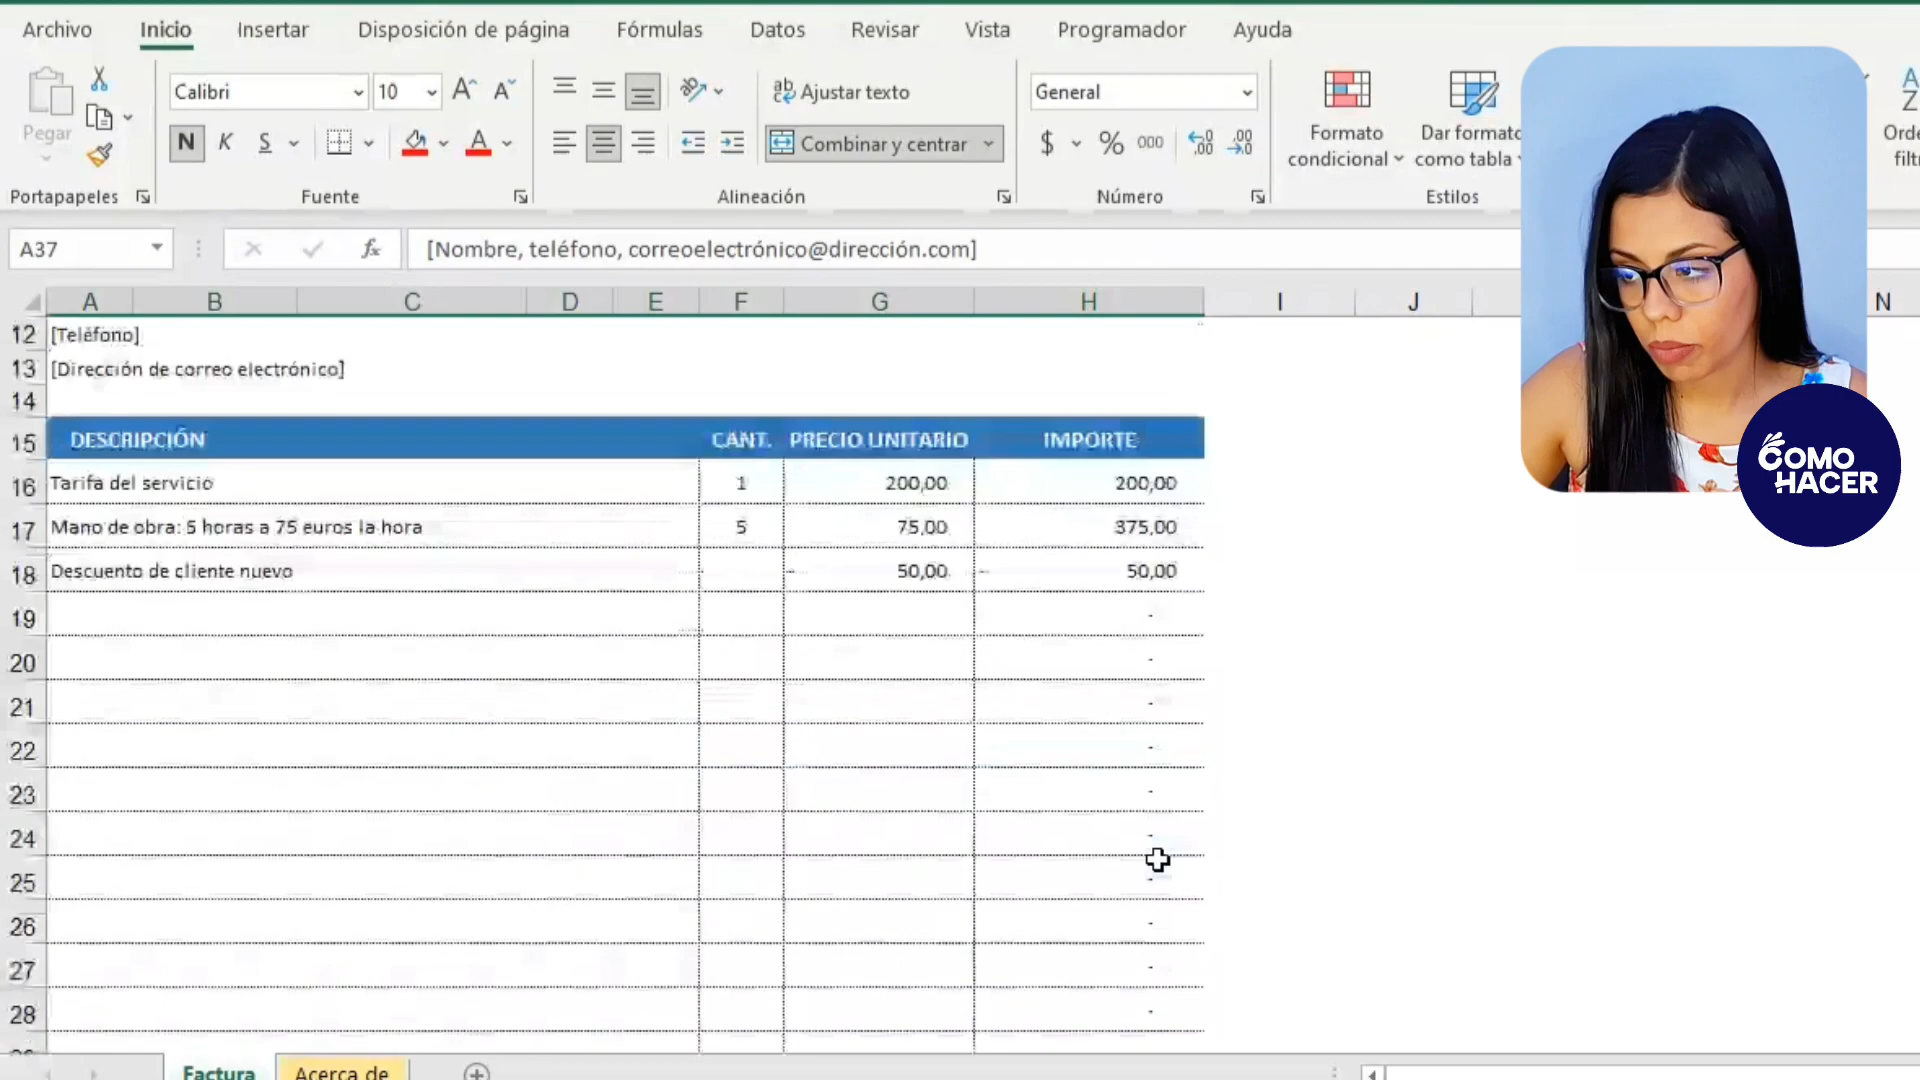 Archivo Inicio Insertar Disposición de página Fórmulas Datos Revisar Vista Programador Ayuda
Calibri 10 Ajustar texto General
Pegar N K S Combinar y centrar $ % 000 Formato condicional Dar formato como tabla
Portapapeles Fuente Alineación Número Estilos
A37 fx [Nombre, teléfono, correoelectrónico@dirección.com]
A B C D E F G H I J N
12 [Teléfono]
13 [Dirección de correo electrónico]
14
15 DESCRIPCIÓN CANT. PRECIO UNITARIO IMPORTE
16 Tarifa del servicio 1 200,00 200,00
17 Mano de obra: 5 horas a 75 euros la hora 5 75,00 375,00
18 Descuento de cliente nuevo - 50,00 - 50,00
19 -
20 -
21 -
22 -
23 -
24 -
25 -
26 -
27 -
28 -
Factura Acerca de
COMO
HACER